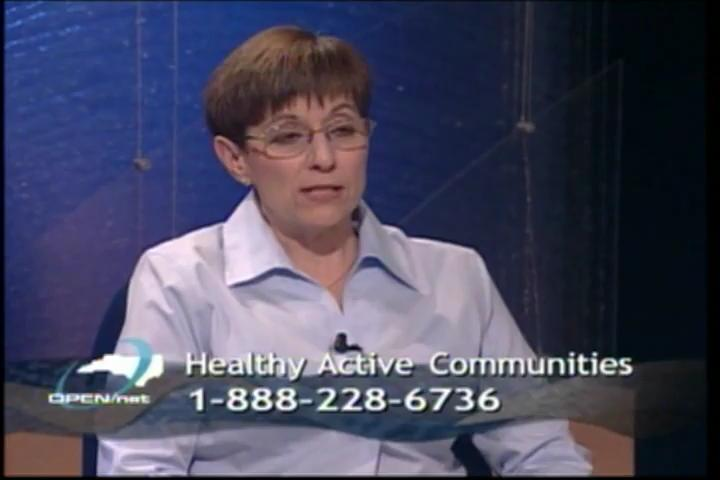 Healthy Active Communities
OPEN/net
1-888-228-6736